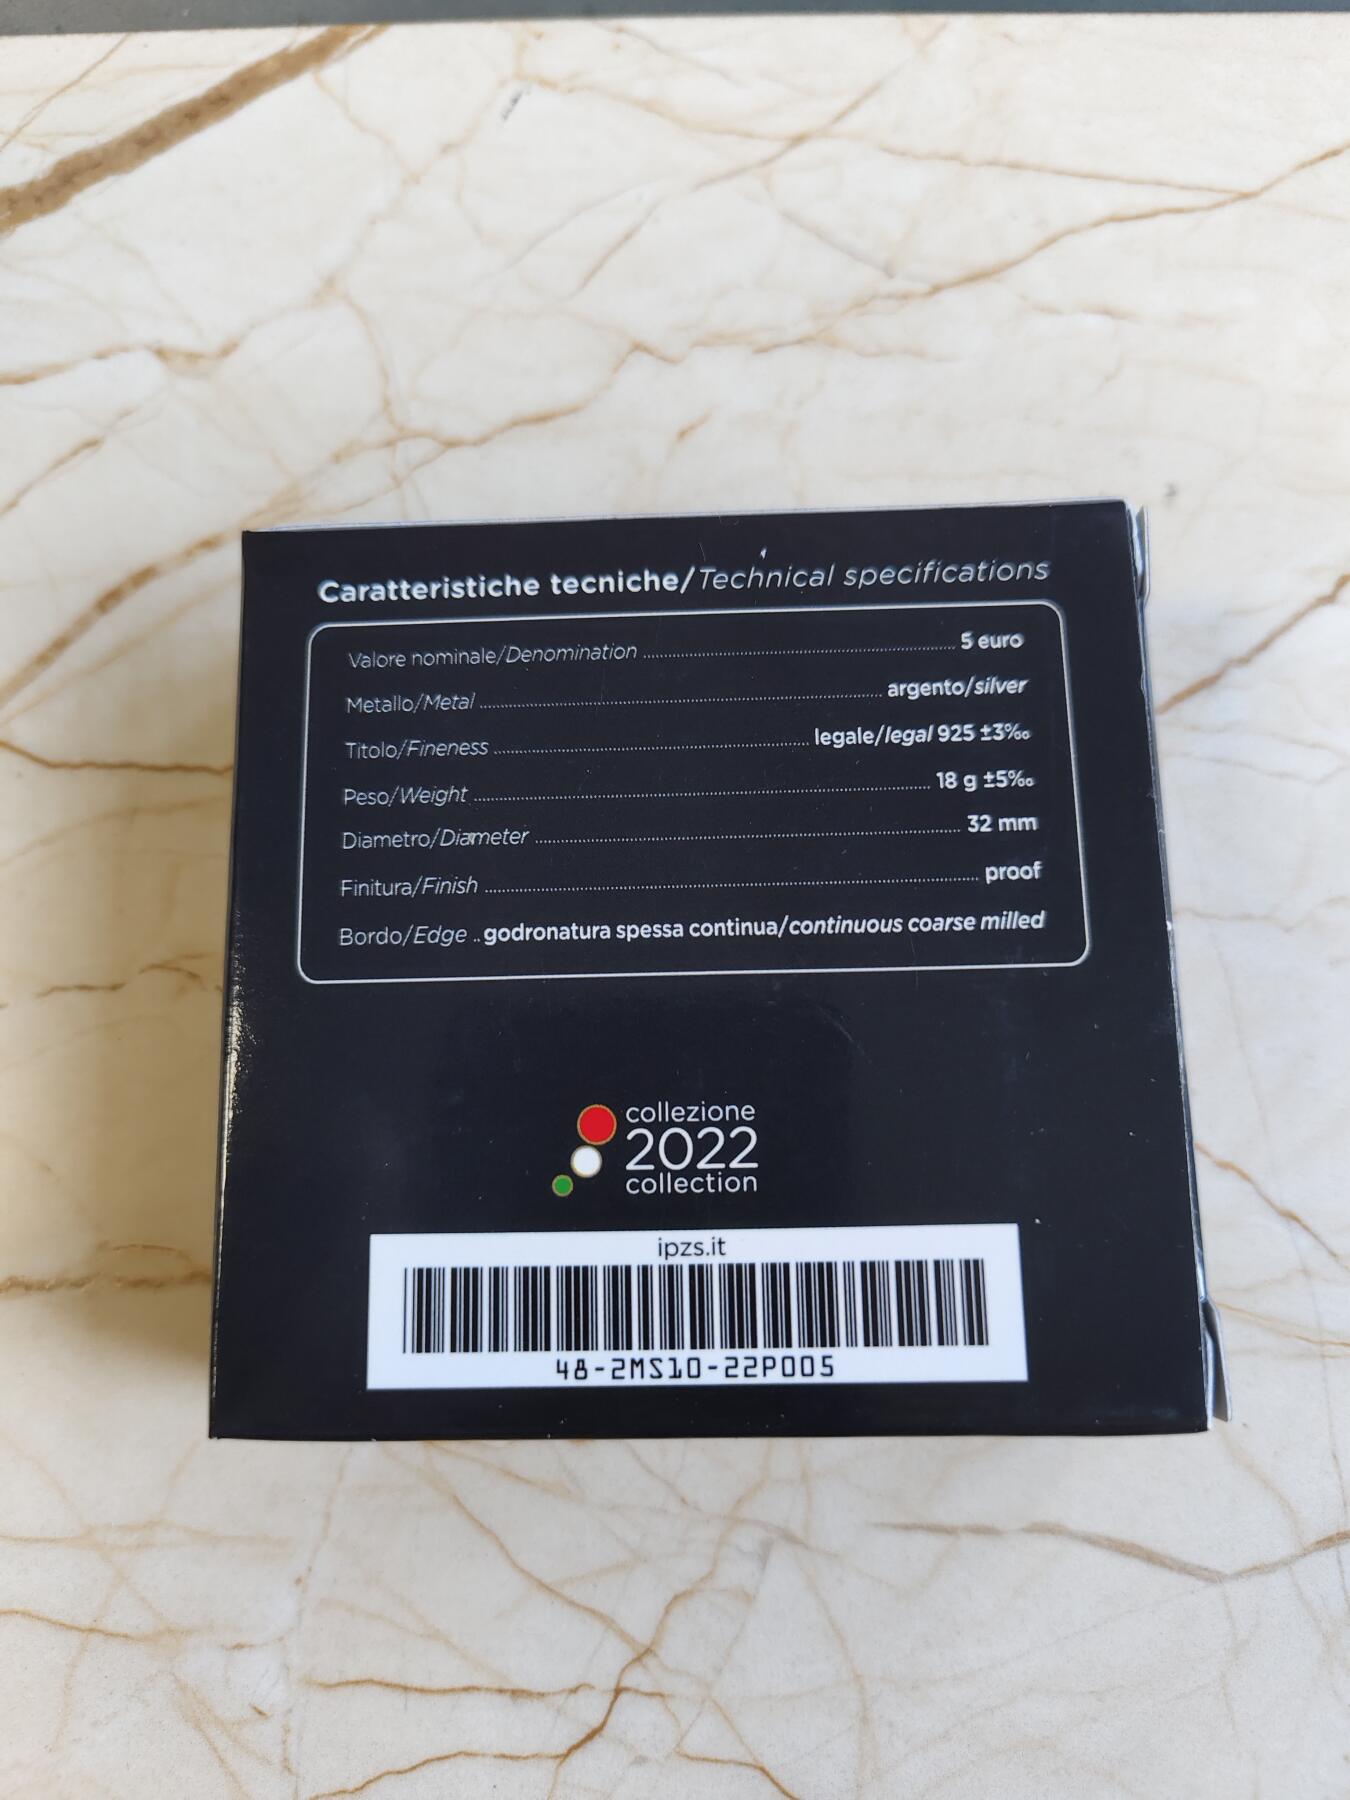 Caratteristiche tecniche/Technical specifications
Valore nominale/Denomination ........ 5 euro
Metallo/Metal ........ argento/silver
Titolo/Fineness ........ legale/legal 925 ±3‰
Peso/Weight ........ 18 g ±5‰
Diametro/Diameter ........ 32 mm
Finitura/Finish ........ proof
Bordo/Edge .. godronatura spessa continua/continuous coarse milled
collezione
2022
collection
ipzs.it
48-2MS10-22P005